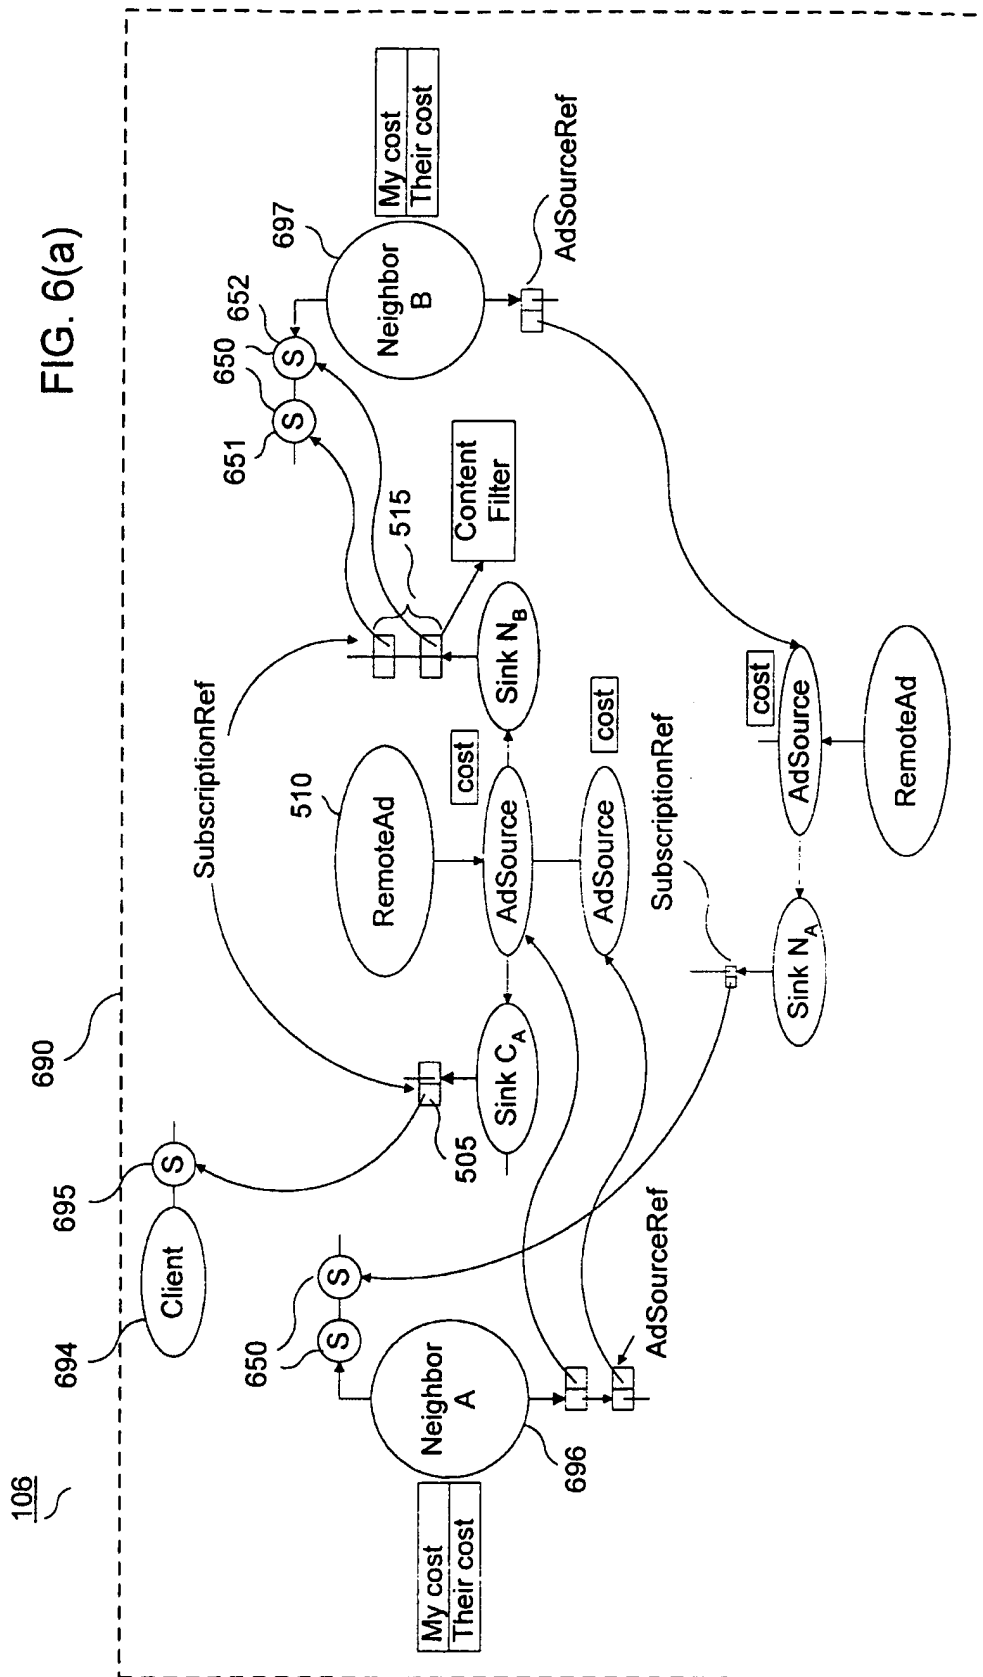 FIG. 6(a)
106
690
694
Client
695
S
SubscriptionRef
650
S
S
Neighbor
A
696
My cost
Their cost
AdSourceRef
505
Sink CA
510
RemoteAd
cost
AdSource
AdSource
cost
Sink NB
515
Content
Filter
651
650
652
S
S
697
Neighbor
B
My cost
Their cost
AdSourceRef
SubscriptionRef
Sink NA
cost
AdSource
RemoteAd